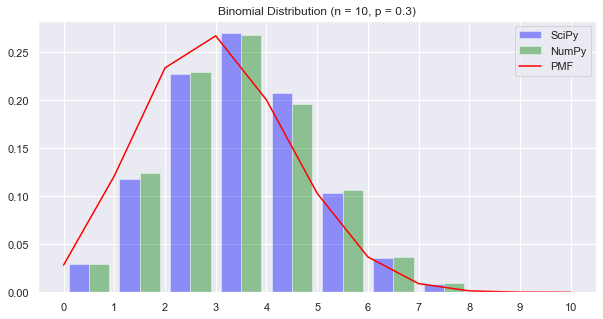 Binomial Distribution (n = 10, p = 0.3)
SciPy
NumPy
PMF
0.25
0.20
0.15
0.10
0.05
0.00
0 1 2 3 4 5 6 7 8 9 10